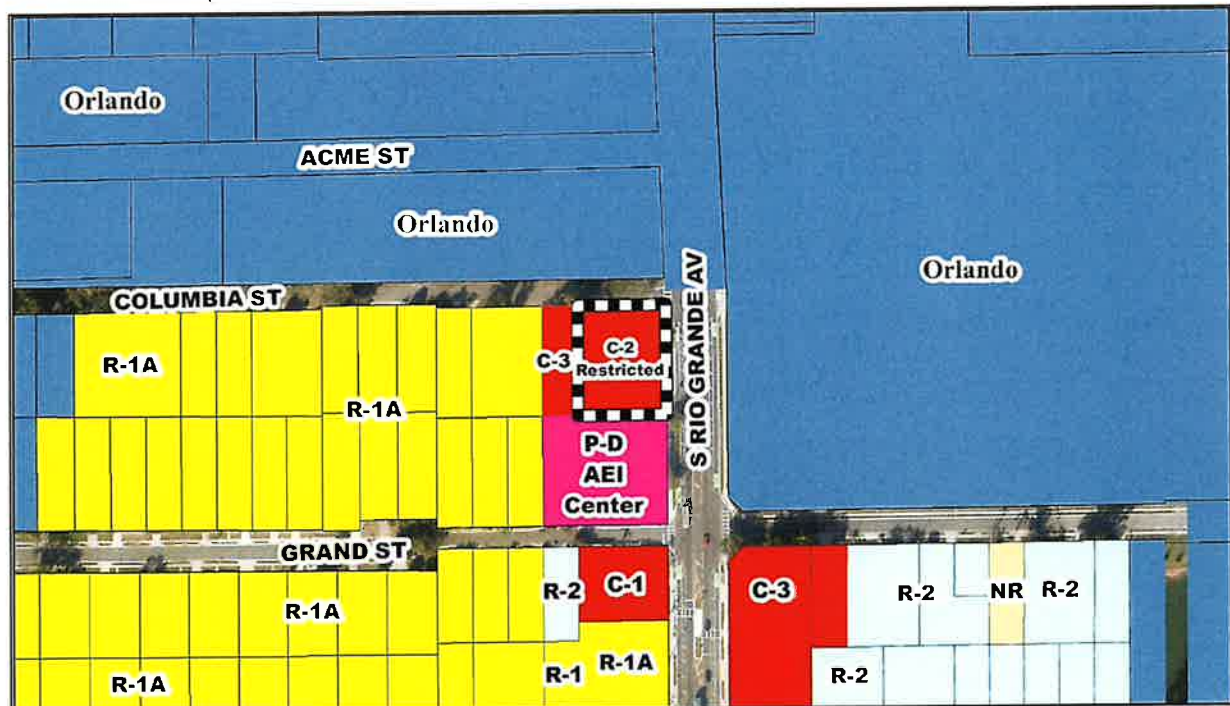 Orlando
ACME ST
Orlando
Orlando
S RIO GRANDE AV
COLUMBIA ST
R-1A
C-3
C-2
Restricted
R-1A
P-D
AEI
Center
GRAND ST
R-1A
R-2
C-1
C-3
R-2
NR
R-2
R-1A
R-1
R-1A
R-2